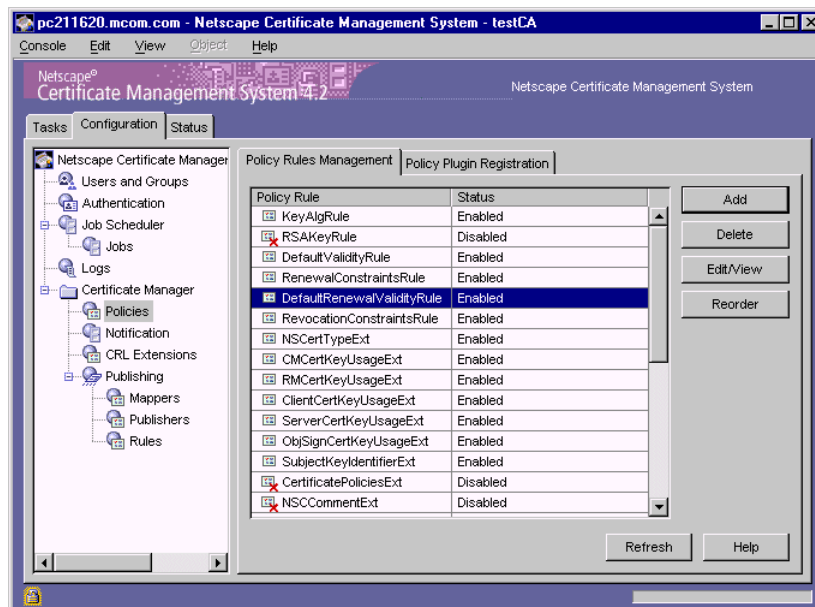 pc211620.mcom.com - Netscape Certificate Management System - testCA
Console Edit View Object Help
Netscape®
Certificate Management System 4.2
Netscape Certificate Management System
Tasks Configuration Status
Netscape Certificate Manager
Users and Groups
Authentication
Job Scheduler
Jobs
Logs
Certificate Manager
Policies
Notification
CRL Extensions
Publishing
Mappers
Publishers
Rules
Policy Rules Management Policy Plugin Registration
Policy Rule Status
KeyAlgRule Enabled
RSAKeyRule Disabled
DefaultValidityRule Enabled
RenewalConstraintsRule Enabled
DefaultRenewalValidityRule Enabled
RevocationConstraintsRule Enabled
NSCertTypeExt Enabled
CMCertKeyUsageExt Enabled
RMCertKeyUsageExt Enabled
ClientCertKeyUsageExt Enabled
ServerCertKeyUsageExt Enabled
ObjSignCertKeyUsageExt Enabled
SubjectKeyIdentifierExt Enabled
CertificatePoliciesExt Disabled
NSCCommentExt Disabled
Add
Delete
Edit/View
Reorder
Refresh Help